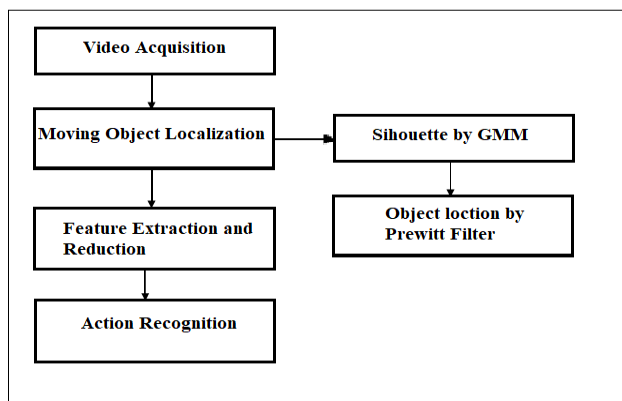 Video Acquisition
Moving Object Localization
Sihouette by GMM
Object loction by
Prewitt Filter
Feature Extraction and
Reduction
Action Recognition